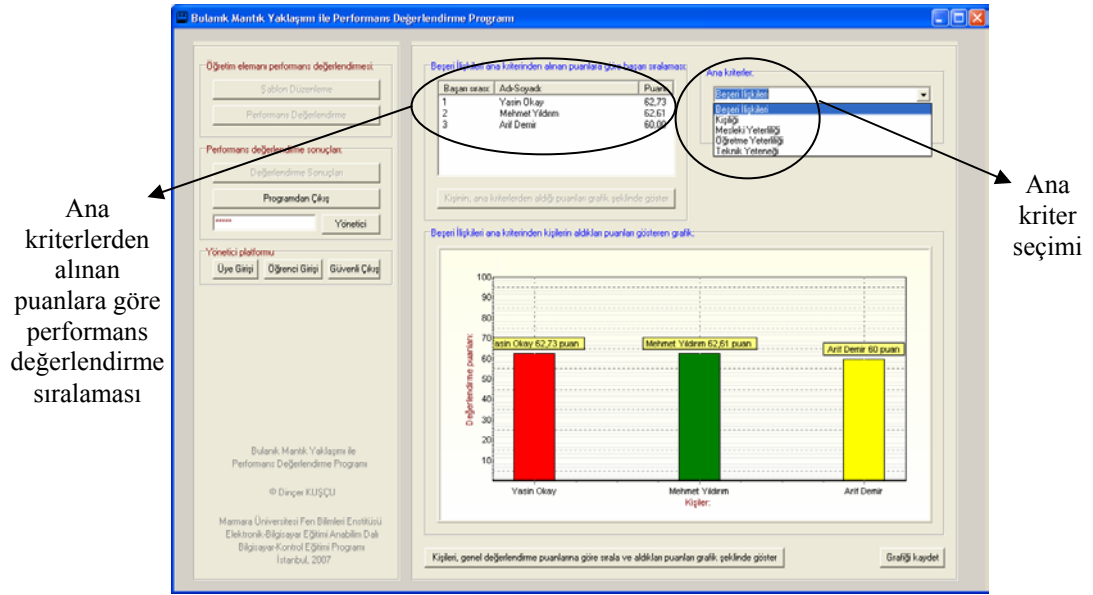 Bulanık Mantık Yaklaşımı ile Performans Değerlendirme Programı
Öğretim elemanı performans değerlendirmesi:
Şablon Düzenleme
Performans Değerlendirme
Performans değerlendirme sonuçları:
Değerlendirme Sonuçları
Programdan Çıkış
*****
Yönetici
Yönetici platformu
Üye Girişi
Öğrenci Girişi
Güvenli Çıkış
Bulanık Mantık Yaklaşımı ile
Performans Değerlendirme Programı
© Dinçer KUŞÇU
Marmara Üniversitesi Fen Bilimleri Enstitüsü
Elektronik-Bilgisayar Eğitimi Anabilim Dalı
Bilgisayar-Kontrol Eğitimi Programı
İstanbul, 2007
Beşeri İlişkileri ana kriterinden alınan puanlara göre başarı sıralaması:
Başarı sırası: Adı-Soyadı: Puanı
1 Yasin Okay 62,73
2 Mehmet Yıldırım 62,61
3 Arif Demir 60,00
Kişinin, ana kriterlerden aldığı puanları grafik şeklinde göster
Ana kriterler:
Beşeri İlişkileri
Beşeri İlişkileri
Kişiliği
Mesleki Yeterliliği
Öğretme Yeterliliği
Teknik Yeteneği
Beşeri İlişkileri ana kriterinden kişilerin aldıkları puanları gösteren grafik:
Değerlendirme puanları:
100
90
80
70
60
50
40
30
20
10
asin Okay 62,73 puan
Mehmet Yıldırım 62,61 puan
Arif Demir 60 puan
Yasin Okay
Mehmet Yıldırım
Arif Demir
Kişiler:
Kişileri, genel değerlendirme puanlarına göre sırala ve aldıkları puanları grafik şeklinde göster
Grafiği kaydet
Ana
kriterlerden
alınan
puanlara göre
performans
değerlendirme
sıralaması
Ana
kriter
seçimi